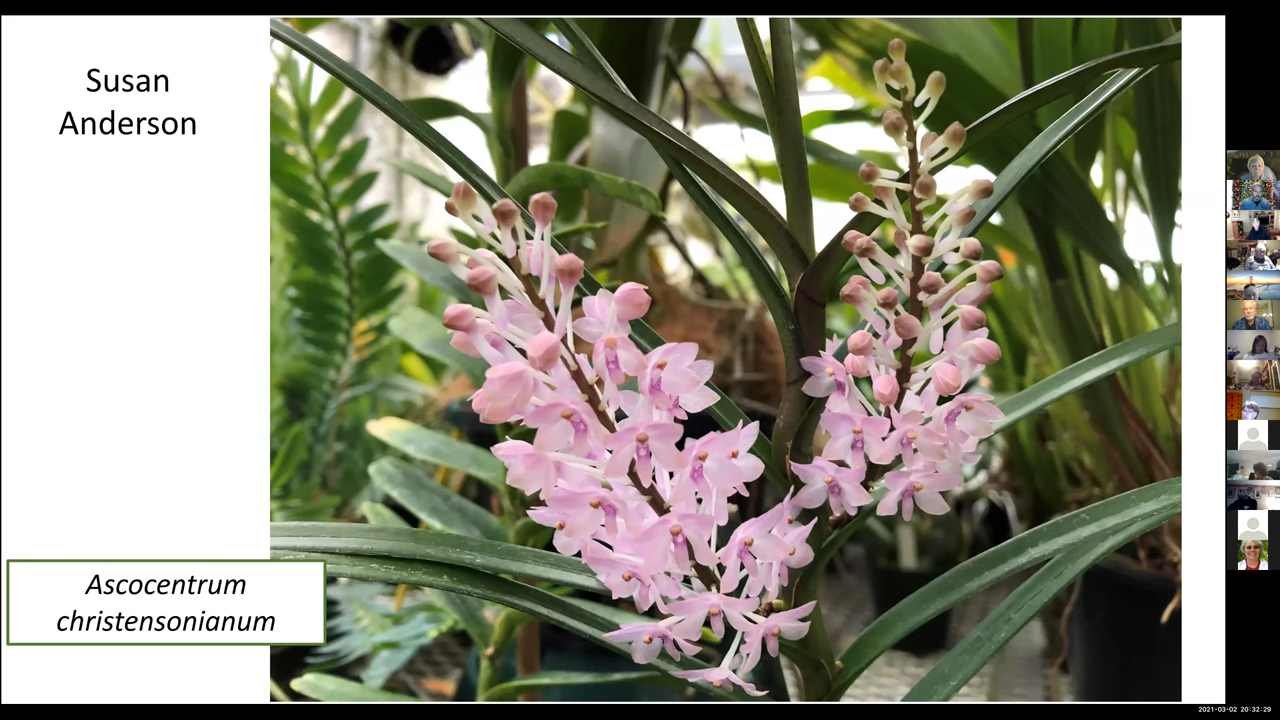 Susan
Anderson
Ascocentrum
christensonianum
2021-03-02 20:32:29